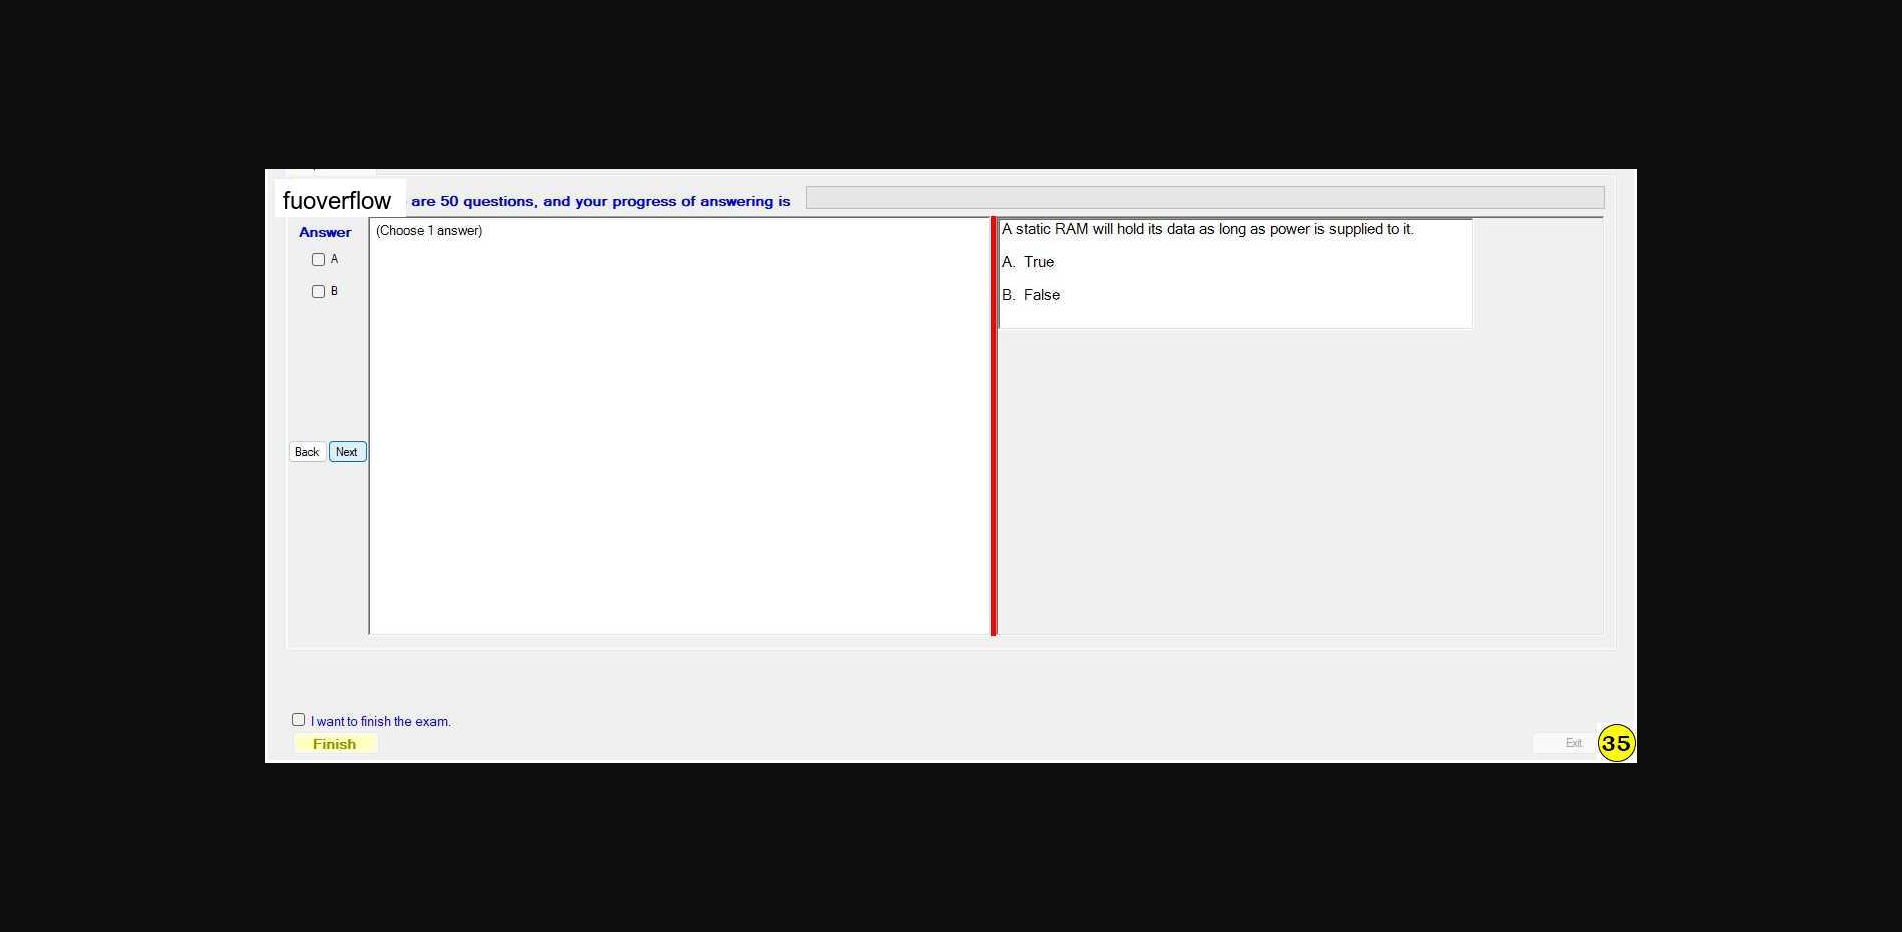 fuoverflow are 50 questions, and your progress of answering is
Answer
(Choose 1 answer)
A
B
Back Next
A static RAM will hold its data as long as power is supplied to it.
A. True
B. False
I want to finish the exam.
Finish
Exit 35